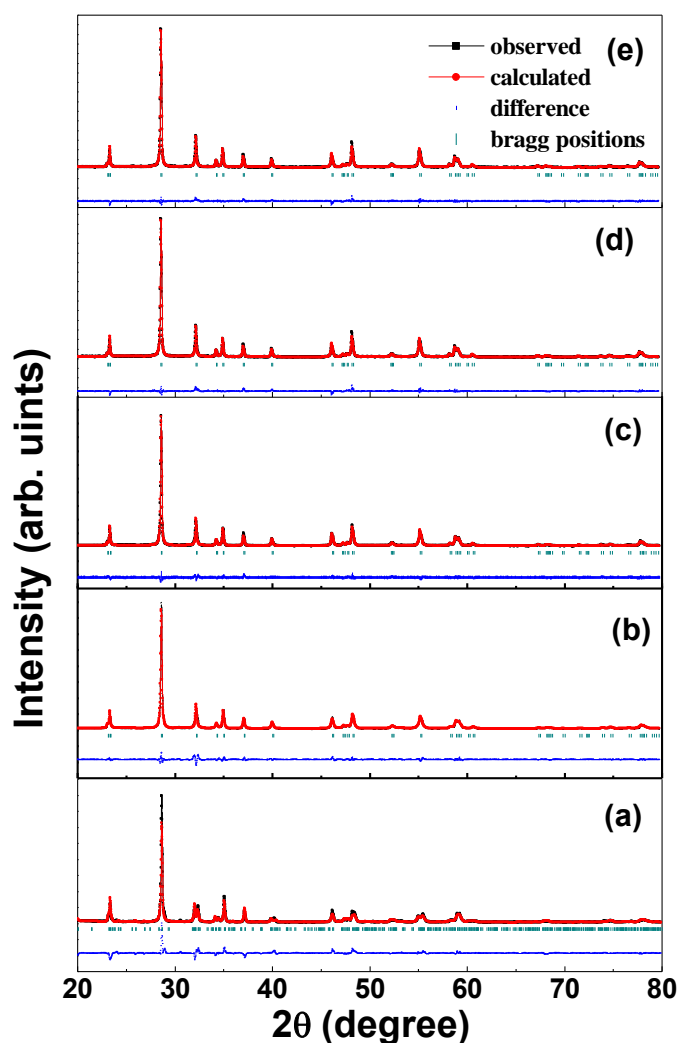 (e)
observed
calculated
difference
bragg positions
(d)
(c)
(b)
(a)
Intensity (arb. uints)
20 30 40 50 60 70 80
2θ (degree)